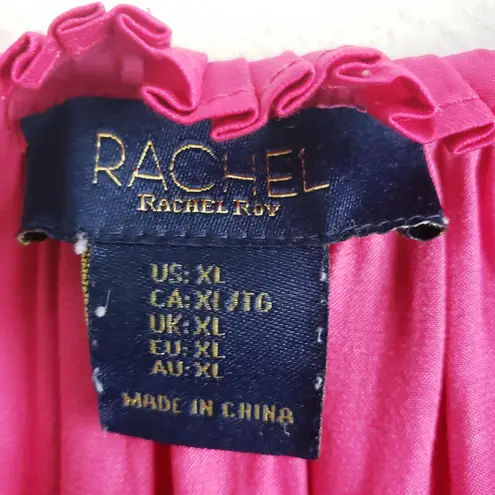 RACHEL
RACHEL ROY
US: XL
CA: XL/TG
UK: XL
EU: XL
AU: XL
MADE IN CHINA